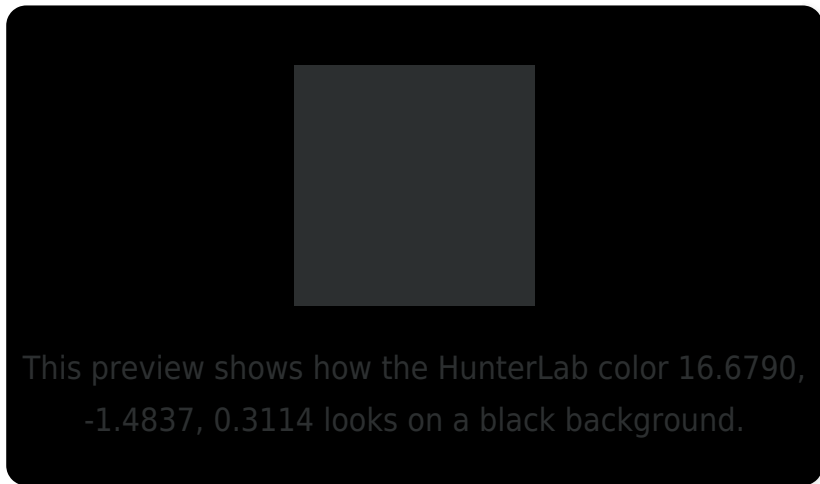 This preview shows how the HunterLab color 16.6790,
-1.4837, 0.3114 looks on a black background.